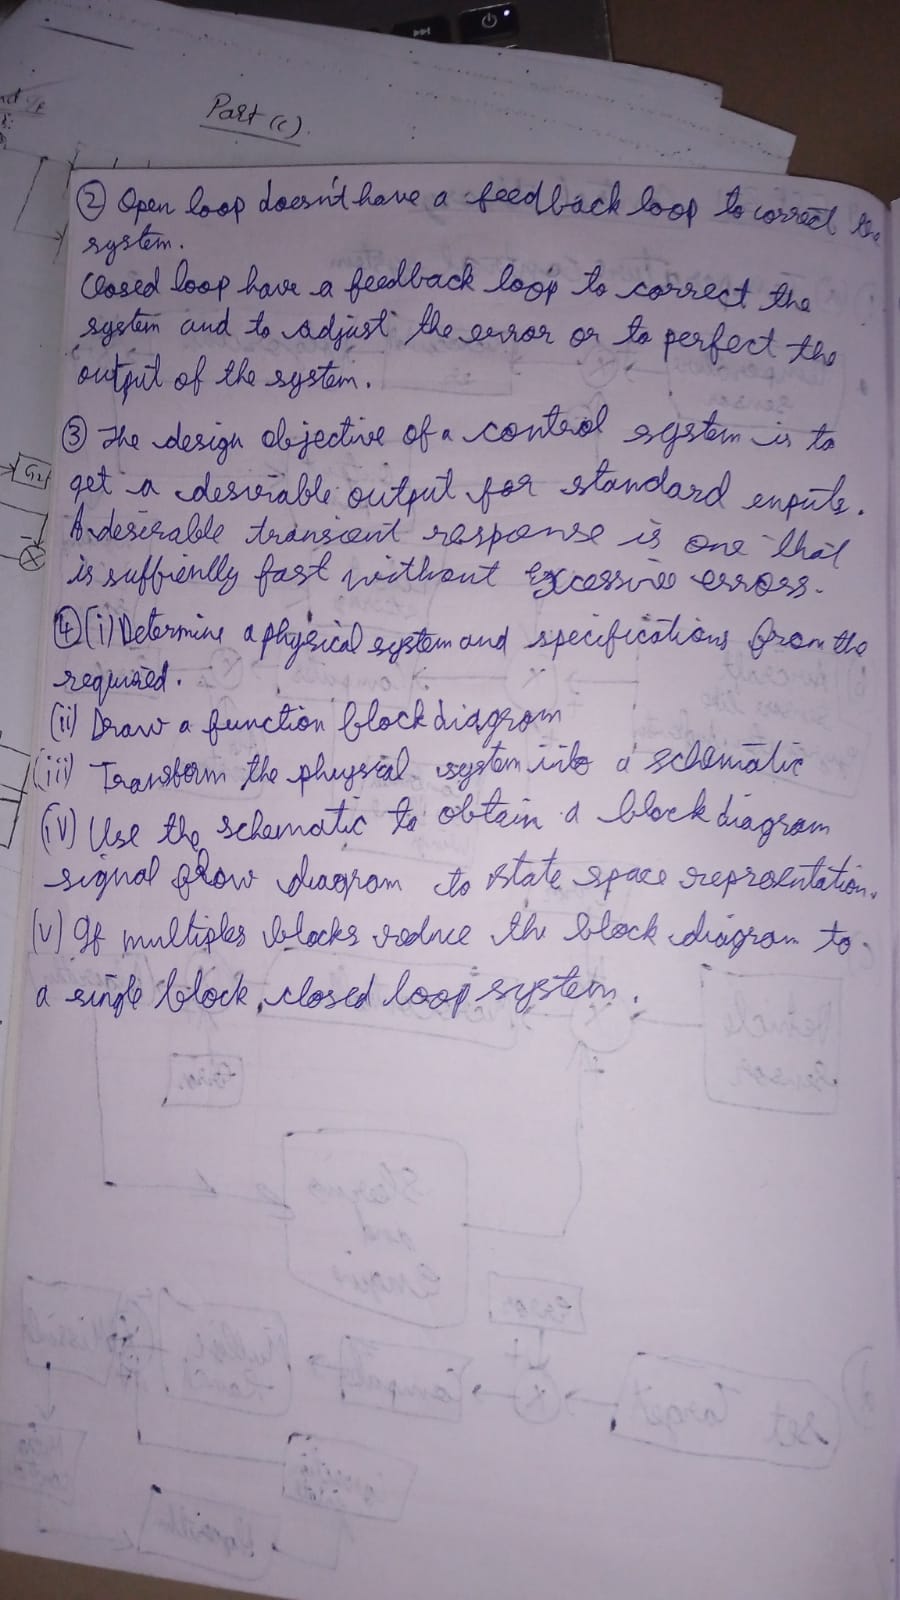 Part (c).
② Open loop doesn't have a feedback loop to correct the
system.
Closed loop have a feedback loop to correct the
system and to adjust the error or to perfect the
output of the system.
③ The design objective of a control system is to
get a desirable output for standard enputs.
A desirable transient response is one that
is suffienlly fast without Excessive errors.
④ (i) Determine a physical system and specifications from the
required.
(ii) Draw a function block diagram
(iii) Transform the physical system into a schematic
(iv) Use the schematic to obtain a block diagram
signal flow diagram to state space representation.
(v) If multiples blocks reduce the block diagram to
a single block, closed loop system.
G2